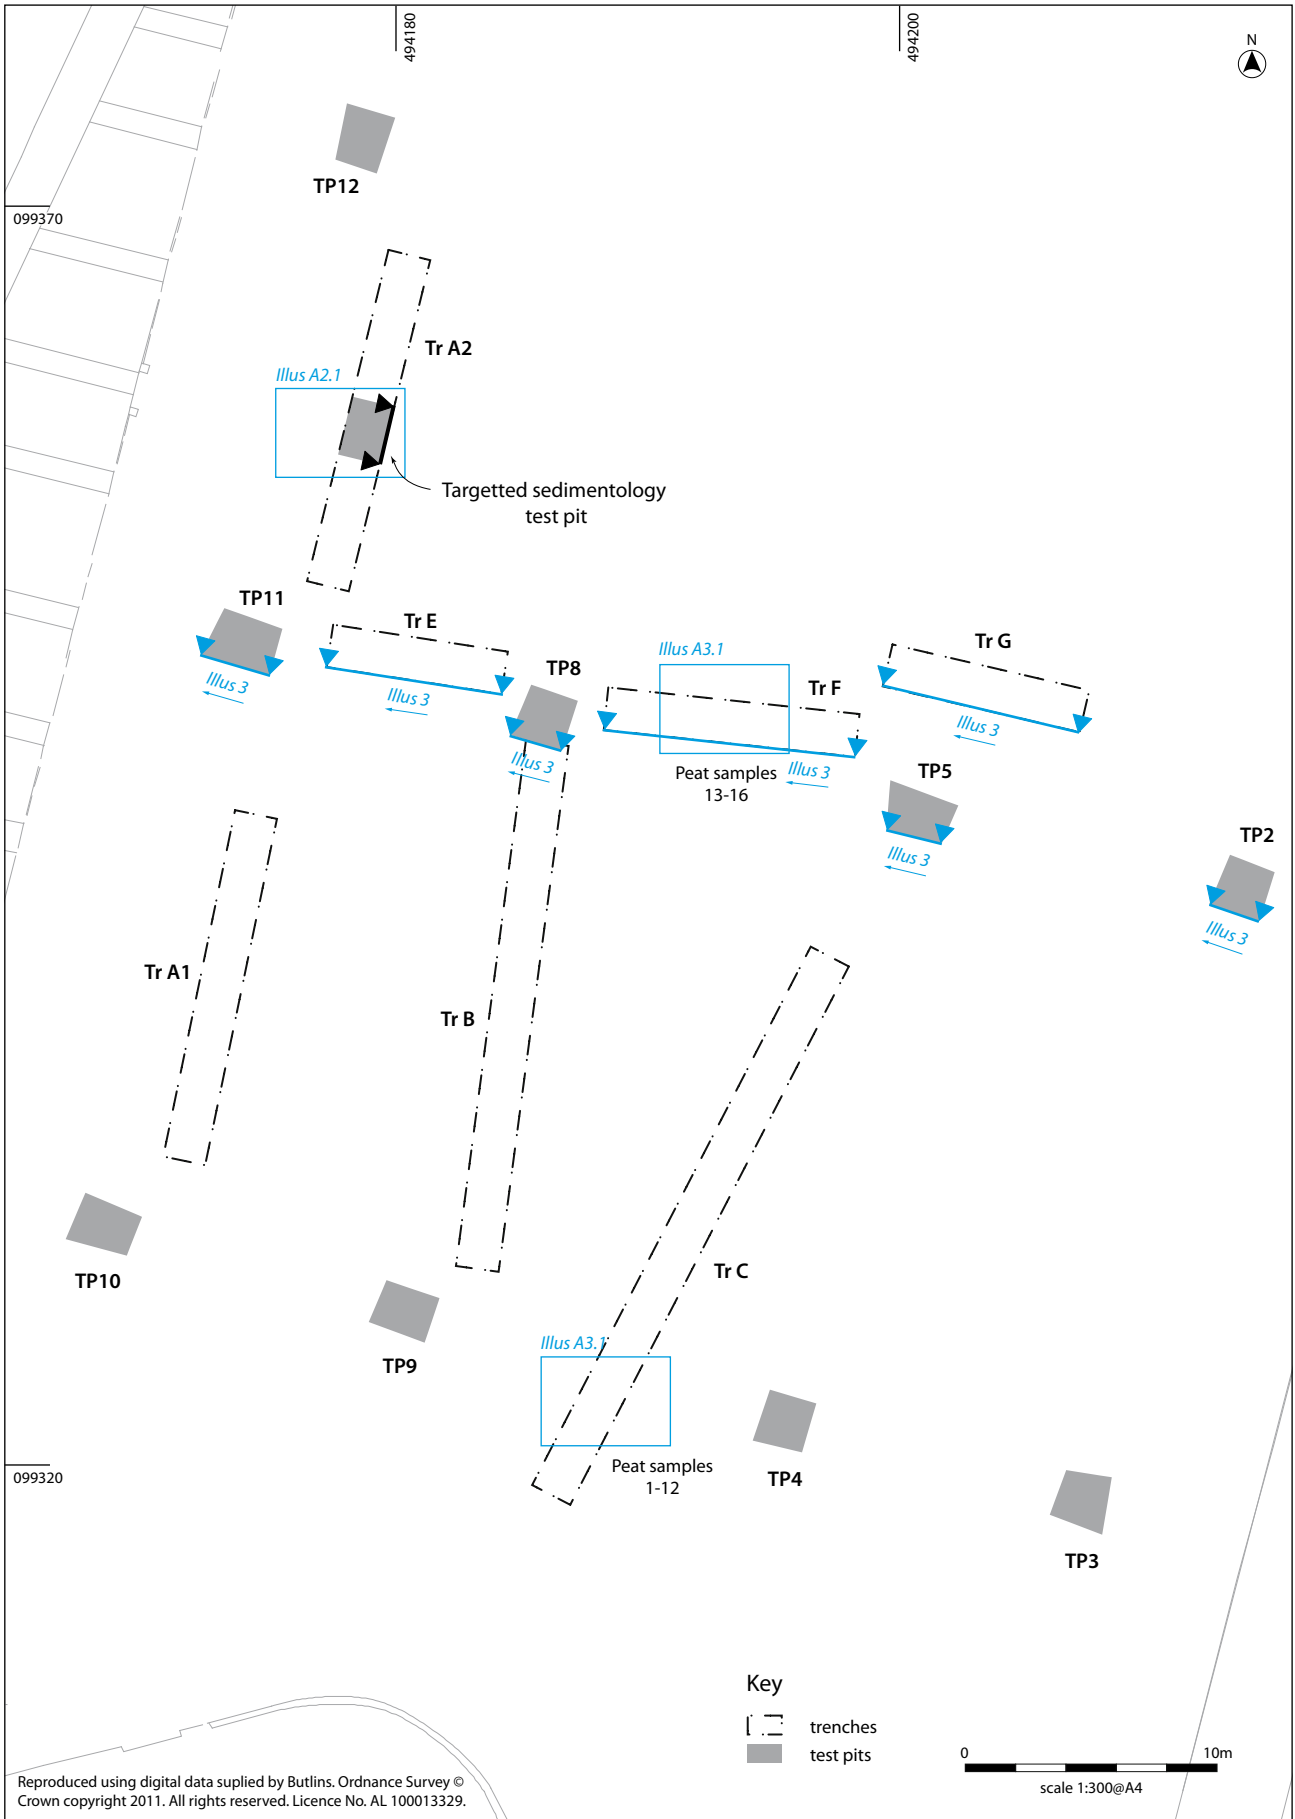 494180
494200
N
TP12
099370
Tr A2
Illus A2.1
Targetted sedimentology
test pit
TP11
Tr E
Illus 3
Illus 3
TP8
Illus 3
Illus A3.1
Tr F
Tr G
Illus 3
Peat samples
13-16
Illus 3
TP5
Illus 3
TP2
Illus 3
Tr A1
Tr B
Tr C
TP10
TP9
Illus A3.1
Peat samples
1-12
TP4
099320
TP3
Key
trenches
test pits
0
10m
scale 1:300@A4
Reproduced using digital data suplied by Butlins. Ordnance Survey ©
Crown copyright 2011. All rights reserved. Licence No. AL 100013329.